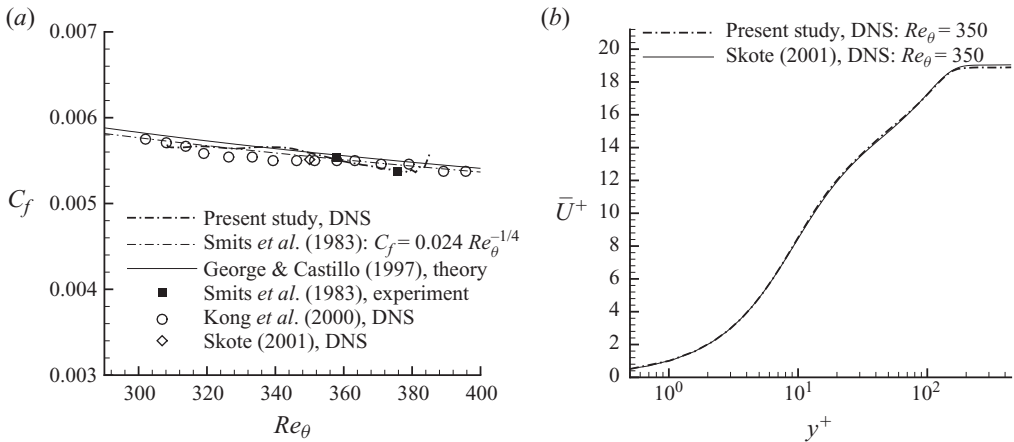 (a)
0.007
0.006
0.005
0.004
0.003
C_f
Present study, DNS
Smits et al. (1983): C_f = 0.024 Re_θ^{−1/4}
George & Castillo (1997), theory
Smits et al. (1983), experiment
Kong et al. (2000), DNS
Skote (2001), DNS
300 320 340 360 380 400
Re_θ
(b)
Present study, DNS: Re_θ = 350
Skote (2001), DNS: Re_θ = 350
20
18
16
14
12
10
8
6
4
2
0
Ū^+
10^0 10^1 10^2
y^+